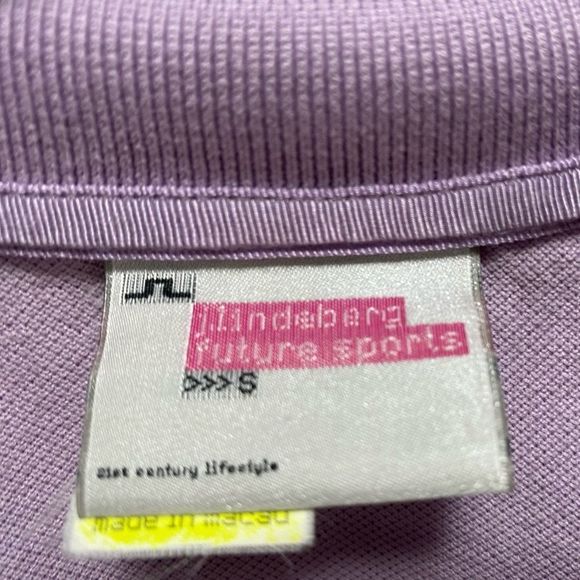 JL
jlindeberg
future sports
>>>S
21st century lifestyle
made in macau